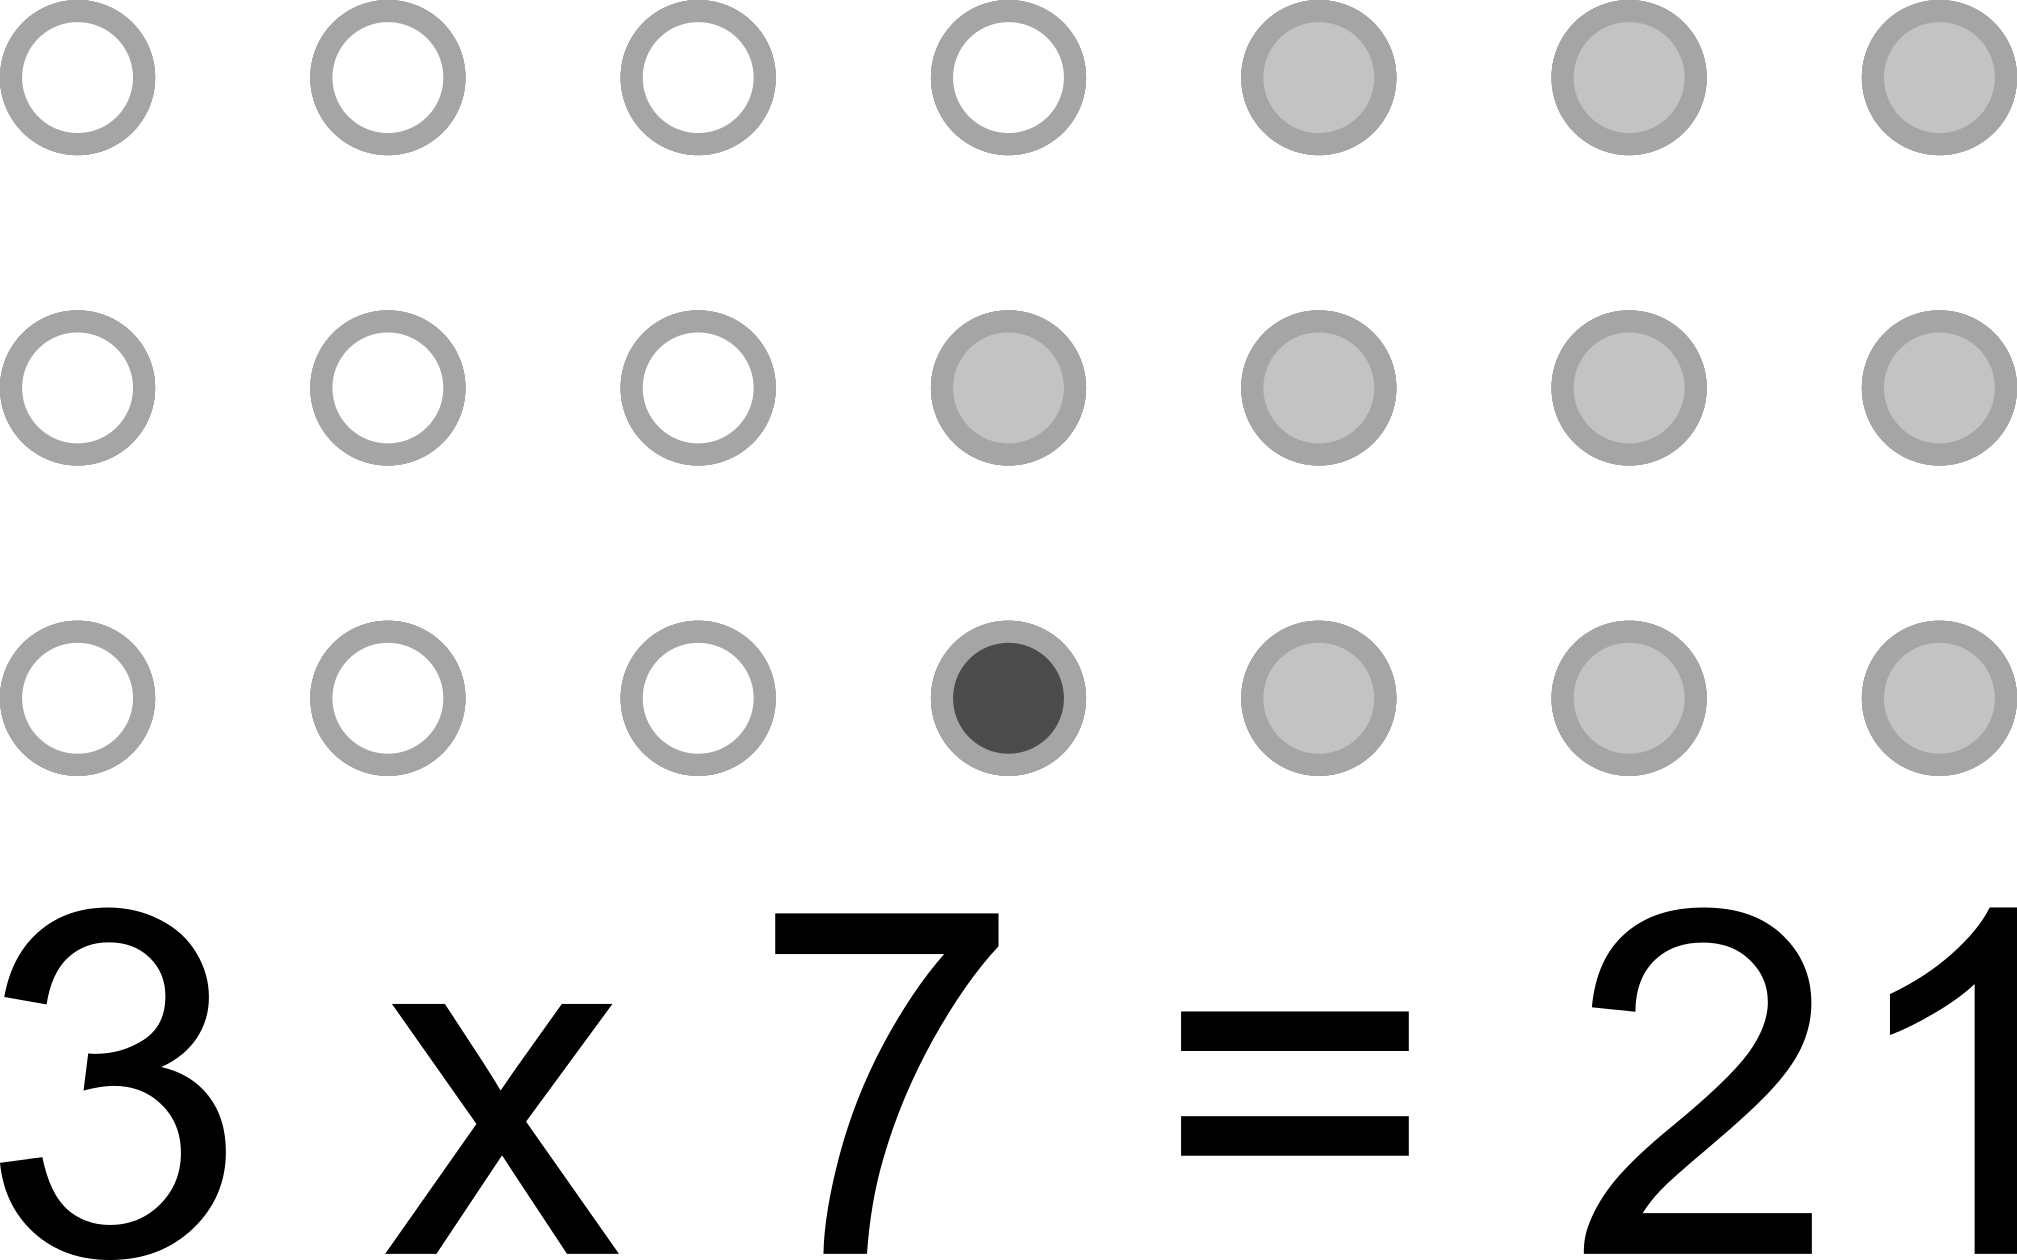 3 x 7 = 21